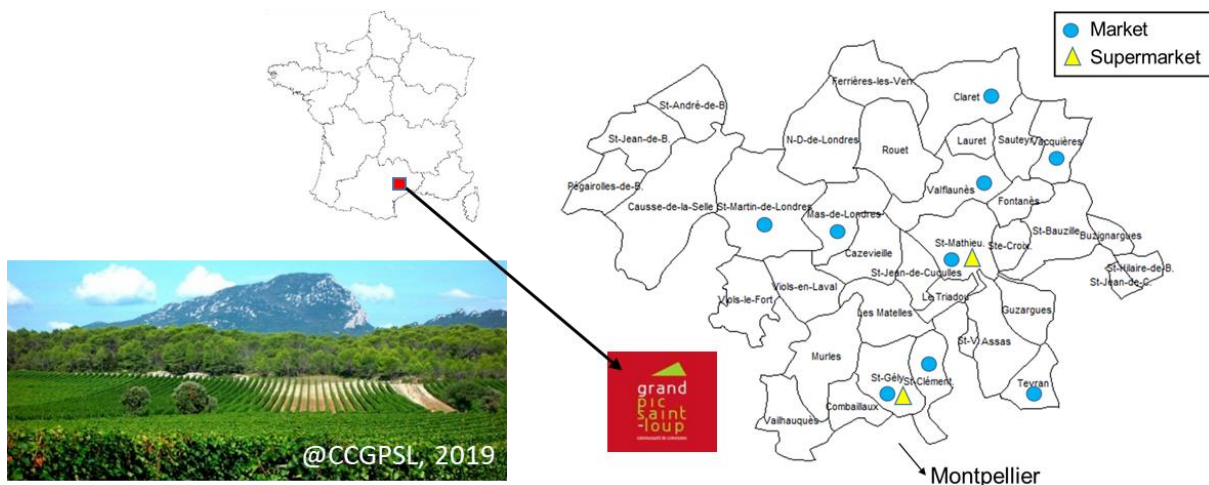 Market
Supermarket
Ferrières-les-Verr.
Claret
St-André-de-B
St-Jean-de-B.
N-D-de-Londres
Rouet
Lauret
Sauteyr.
Vacquières
Pégairolles-de-B.
Causse-de-la-Selle
St-Martin-de-Londres
Mas-de-Londres
Valflaunès
Fontanès
St-Bauzille
Buzignargues
Cazevieille
St-Mathieu.
Ste-Croix.
St-Jean-de-Cuculles
St-Hilaire-de-B.
St-Jean-de-C.
Viols-en-Laval
Viols-le-Fort
Le Triadou
Les Matelles
Guzargues
St-V.
Assas
Murles
St-Gély
St-Clément.
Teyran
Combaillaux
Vailhauquès
grand
pic
saint
-loup
communauté de communes
@CCGPSL, 2019
Montpellier